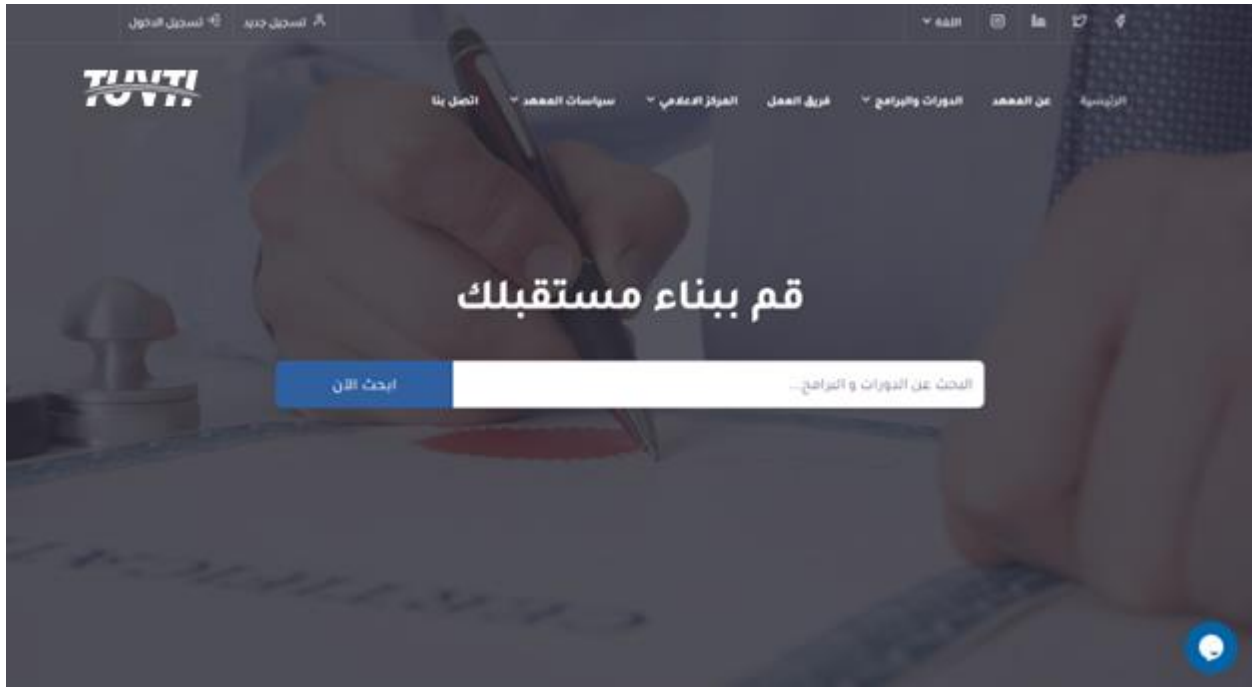 اللغة
تسجيل جديد
تسجيل الدخول
TUVTI
الرئيسية
عن المعهد
الدورات والبرامج
فريق العمل
المركز الاعلامي
سياسات المعهد
اتصل بنا
قم ببناء مستقبلك
البحث عن الدورات و البرامج...
ابحث الآن